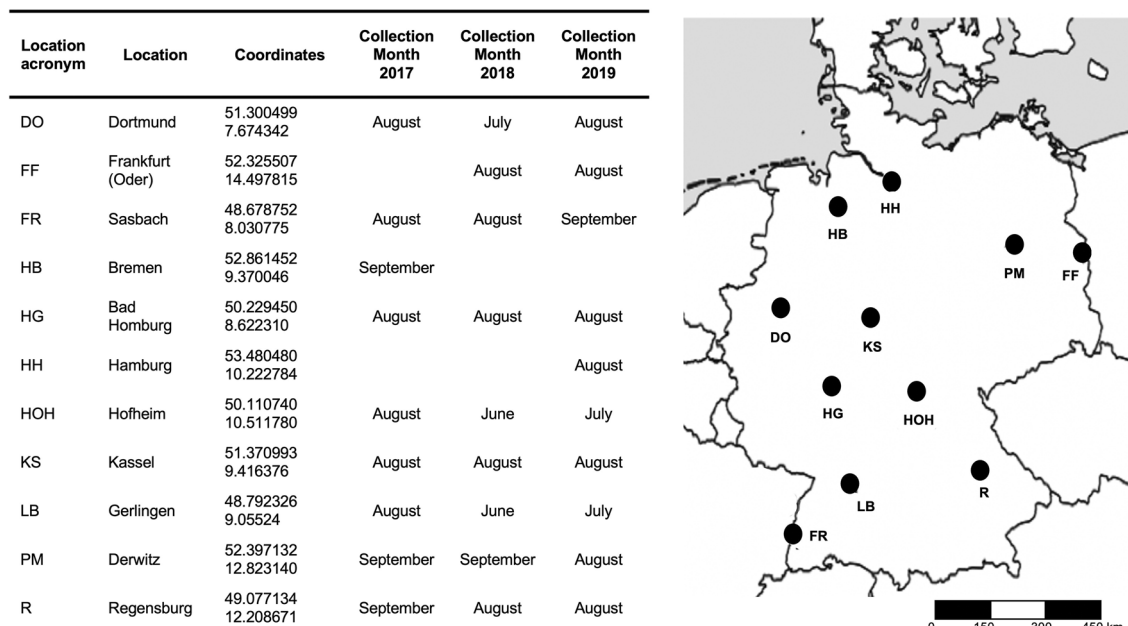 Location acronym Location Coordinates Collection Month 2017 Collection Month 2018 Collection Month 2019
DO Dortmund 51.300499 7.674342 August July August
FF Frankfurt (Oder) 52.325507 14.497815 August August
FR Sasbach 48.678752 8.030775 August August September
HB Bremen 52.861452 9.370046 September
HG Bad Homburg 50.229450 8.622310 August August August
HH Hamburg 53.480480 10.222784 August
HOH Hofheim 50.110740 10.511780 August June July
KS Kassel 51.370993 9.416376 August August August
LB Gerlingen 48.792326 9.05524 August June July
PM Derwitz 52.397132 12.823140 September September August
R Regensburg 49.077134 12.208671 September August August
HH
HB
PM
FF
DO
KS
HG
HOH
R
LB
FR
0 150 300 450 km